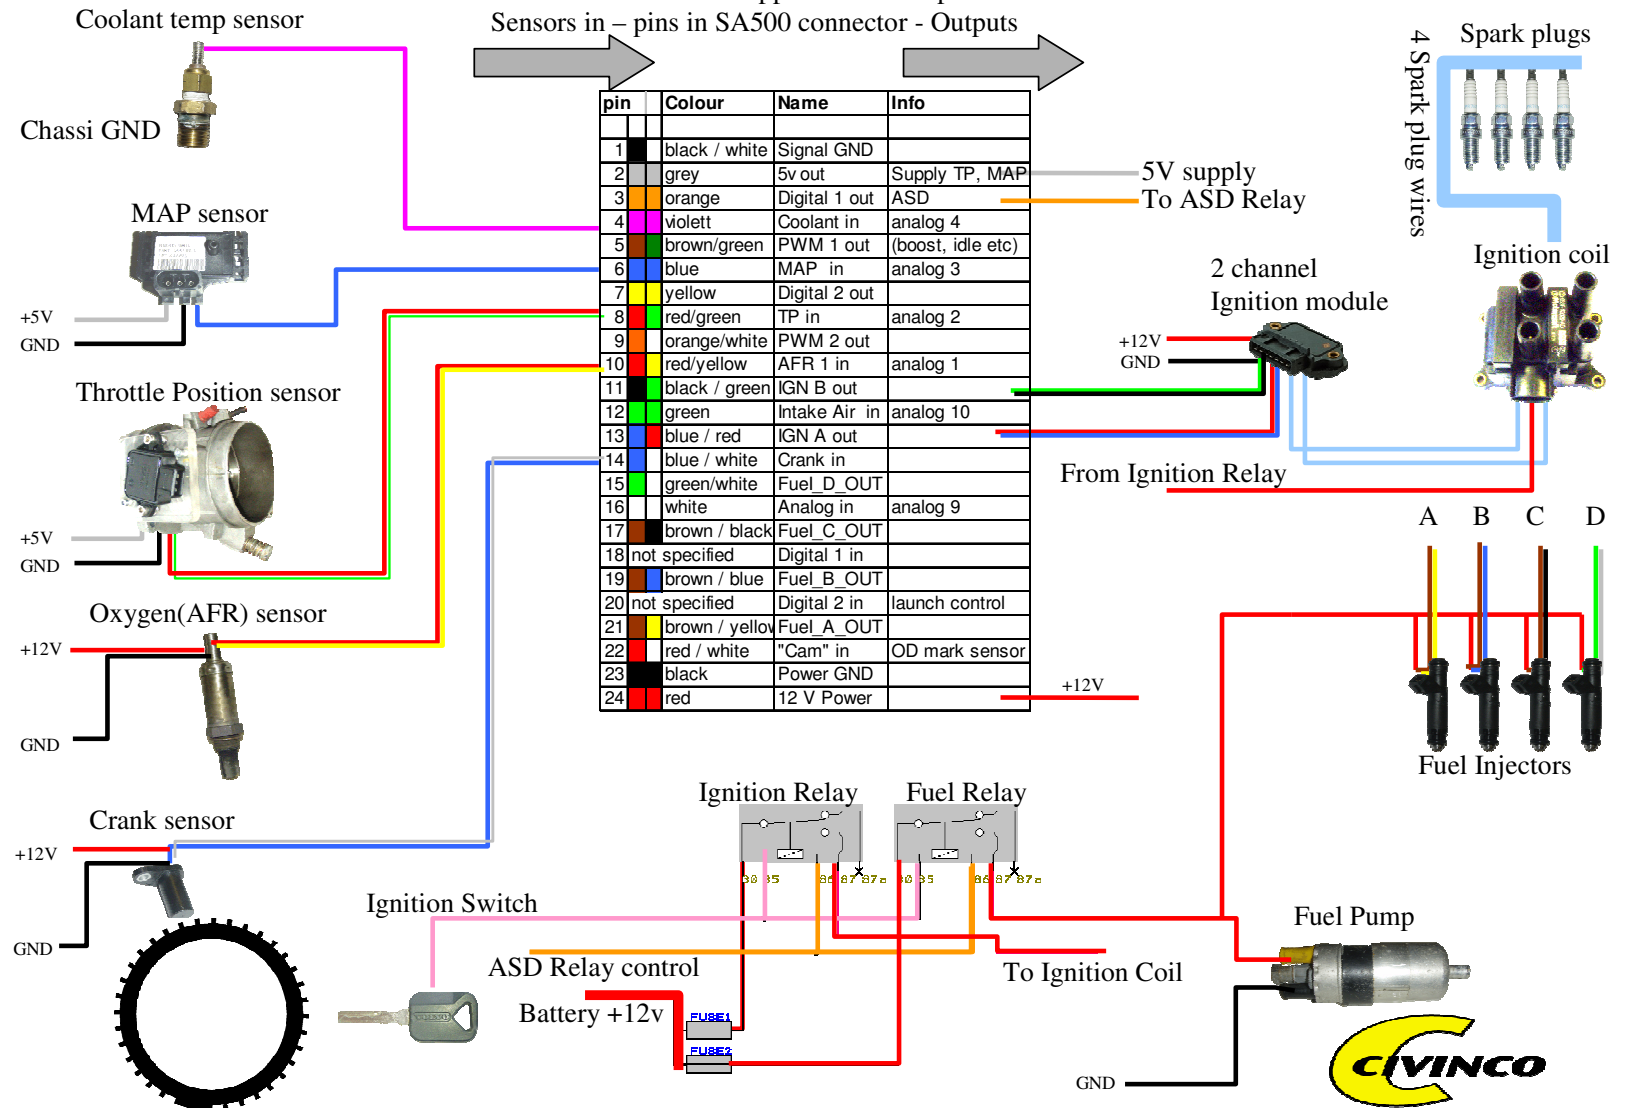 Coolant temp sensor
Sensors in – pins in SA500 connector - Outputs
Chassi GND
4 Spark plug wires
Spark plugs
pin Colour Name Info
1 black / white Signal GND
2 grey 5v out Supply TP, MAP
3 orange Digital 1 out ASD
4 violett Coolant in analog 4
5 brown/green PWM 1 out (boost, idle etc)
6 blue MAP in analog 3
7 yellow Digital 2 out
8 red/green TP in analog 2
9 orange/white PWM 2 out
10 red/yellow AFR 1 in analog 1
11 black / green IGN B out
12 green Intake Air in analog 10
13 blue / red IGN A out
14 blue / white Crank in
15 green/white Fuel_D_OUT
16 white Analog in analog 9
17 brown / black Fuel_C_OUT
18 not specified Digital 1 in
19 brown / blue Fuel_B_OUT
20 not specified Digital 2 in launch control
21 brown / yellow Fuel_A_OUT
22 red / white "Cam" in OD mark sensor
23 black Power GND
24 red 12 V Power
5V supply
To ASD Relay
+12V
MAP sensor
+5V
GND
Throttle Position sensor
+5V
GND
Oxygen(AFR) sensor
+12V
GND
Crank sensor
+12V
GND
2 channel
Ignition module
+12V
GND
Ignition coil
From Ignition Relay
A B C D
Fuel Injectors
Ignition Relay
30 85 86 87 87a
Fuel Relay
30 85 86 87 87a
Ignition Switch
ASD Relay control
Battery +12v
FUSE1
FUSE2
To Ignition Coil
Fuel Pump
GND
CIVINCO